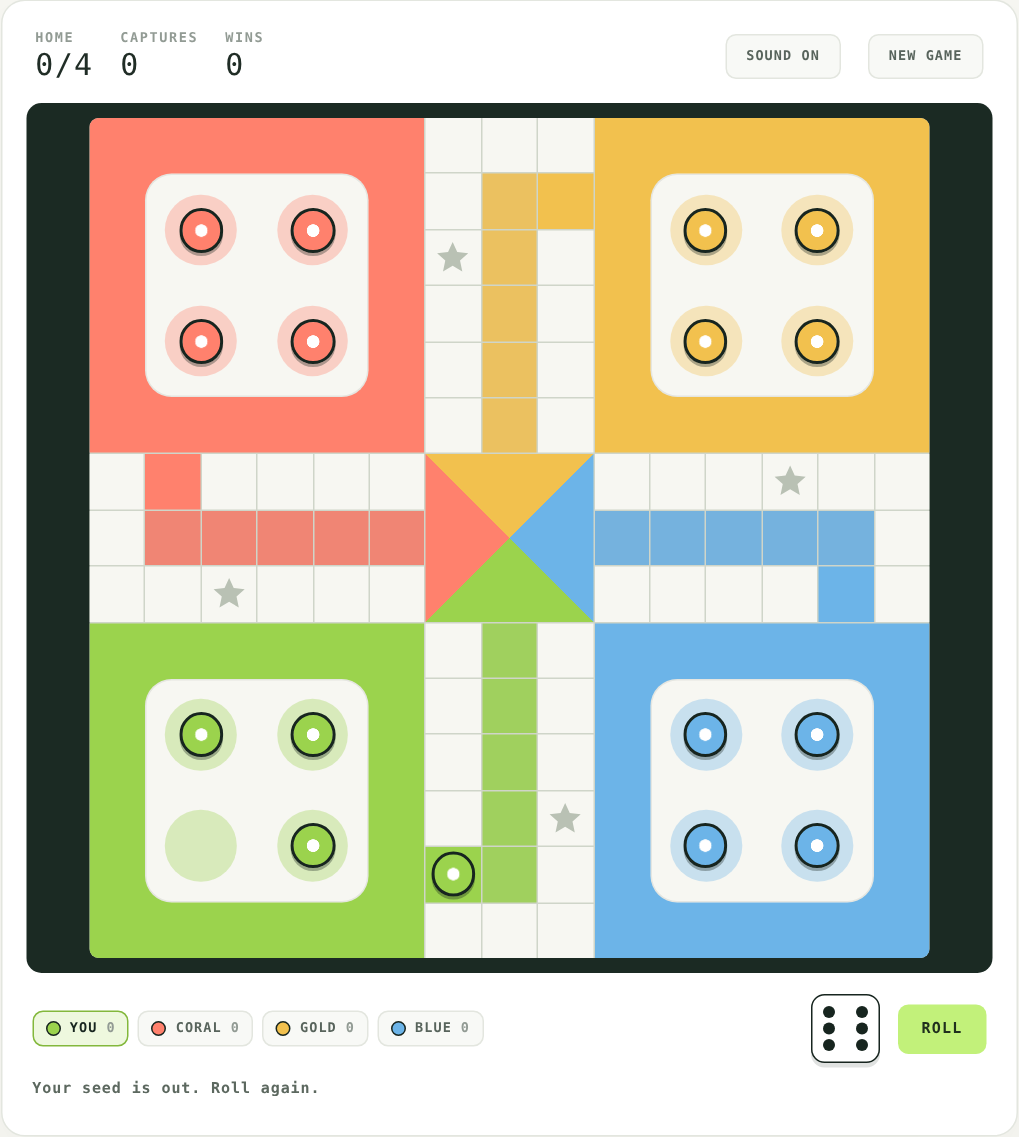 HOME CAPTURES WINS
0/4 0 0
SOUND ON NEW GAME
YOU 0 CORAL 0 GOLD 0 BLUE 0
ROLL
Your seed is out. Roll again.